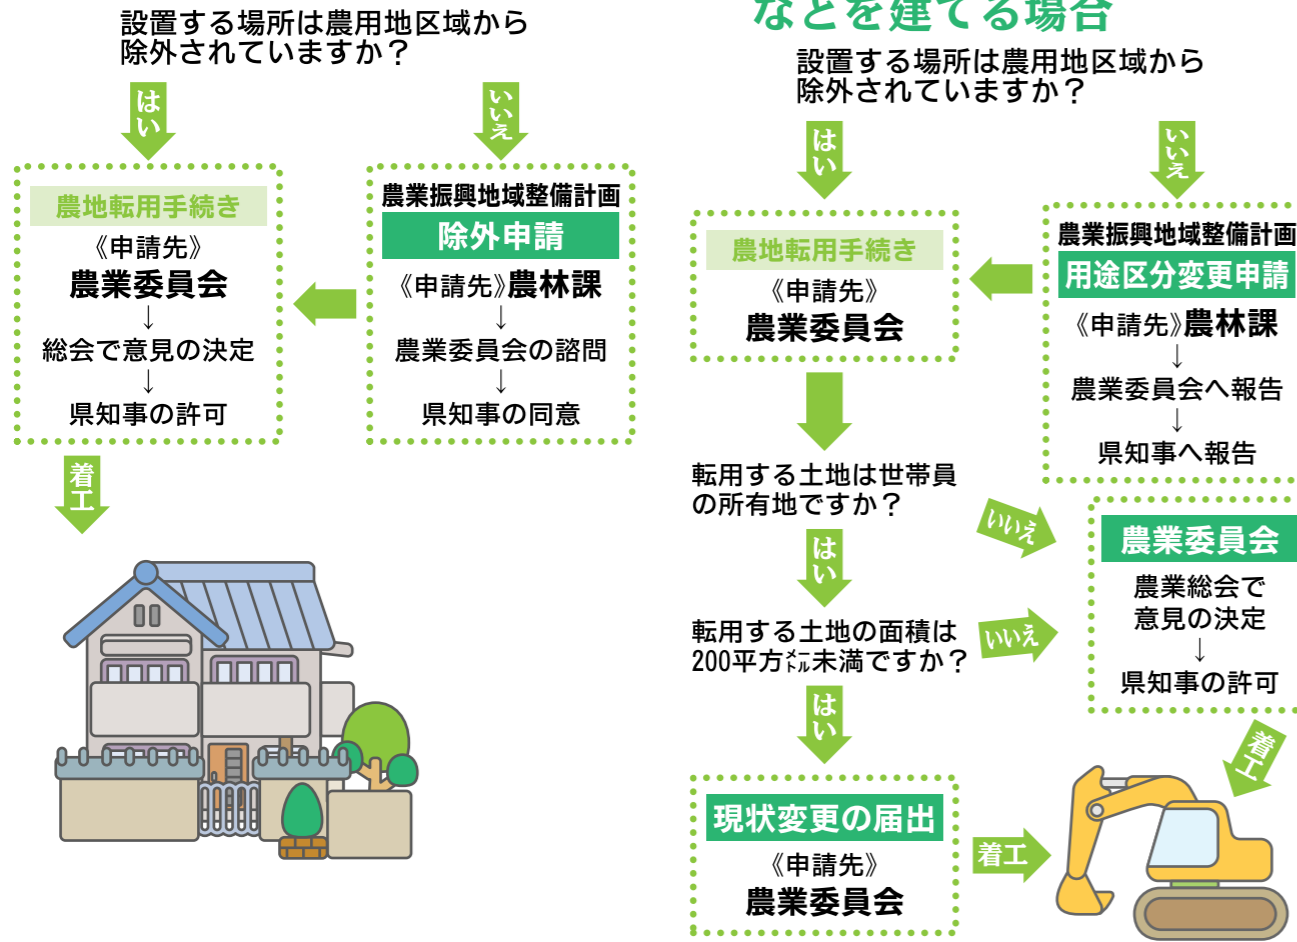 設置する場所は農用地区域から
除外されていますか？
はい
いいえ
農地転用手続き
《申請先》
農業委員会
↓
総会で意見の決定
↓
県知事の許可
農業振興地域整備計画
除外申請
《申請先》農林課
↓
農業委員会の諮問
↓
県知事の同意
着工
などを建てる場合
設置する場所は農用地区域から
除外されていますか？
はい
いいえ
農地転用手続き
《申請先》
農業委員会
農業振興地域整備計画
用途区分変更申請
《申請先》農林課
↓
農業委員会へ報告
↓
県知事へ報告
転用する土地は世帯員
の所有地ですか？
いいえ
はい
農業委員会
農業総会で
意見の決定
↓
県知事の許可
転用する土地の面積は
200平方㍍未満ですか？
いいえ
はい
着工
現状変更の届出
《申請先》
農業委員会
着工